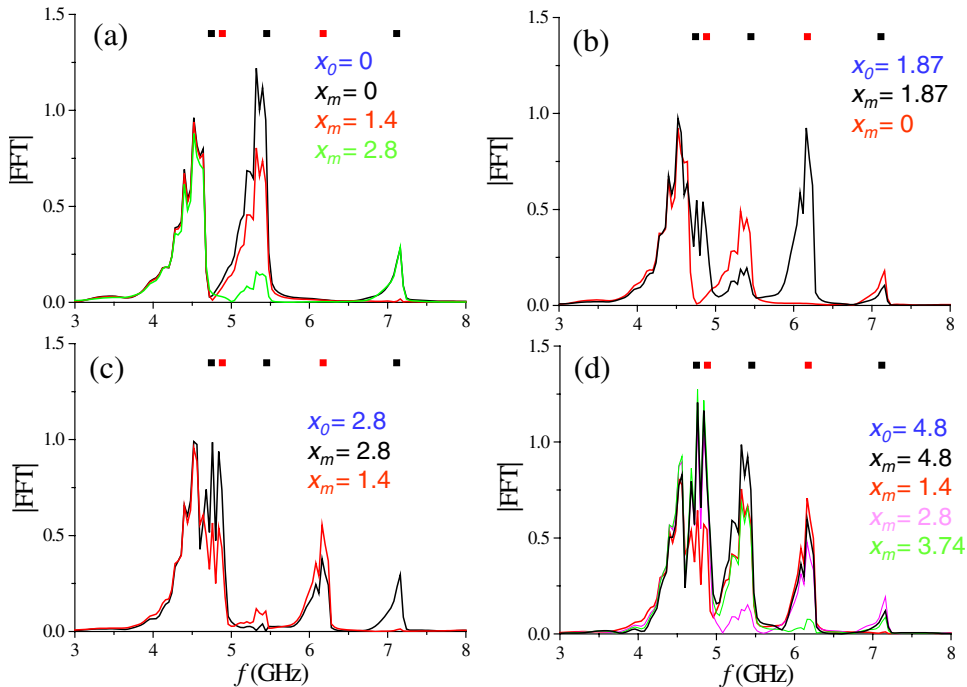 (a)
x0= 0
xm= 0
xm= 1.4
xm= 2.8
|FFT|
1.5
1.0
0.5
0.0
3 4 5 6 7 8
(b)
x0= 1.87
xm= 1.87
xm= 0
|FFT|
1.5
1.0
0.5
0.0
3 4 5 6 7 8
(c)
x0= 2.8
xm= 2.8
xm= 1.4
|FFT|
1.5
1.0
0.5
0.0
3 4 5 6 7 8
f (GHz)
(d)
x0= 4.8
xm= 4.8
xm= 1.4
xm= 2.8
xm= 3.74
|FFT|
1.5
1.0
0.5
0.0
3 4 5 6 7 8
f (GHz)